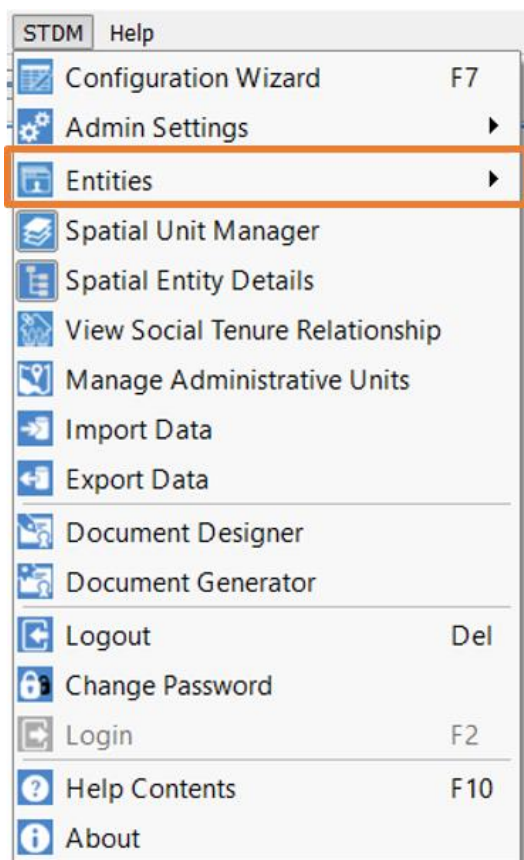 STDM Help
Configuration Wizard F7
Admin Settings
Entities
Spatial Unit Manager
Spatial Entity Details
View Social Tenure Relationship
Manage Administrative Units
Import Data
Export Data
Document Designer
Document Generator
Logout Del
Change Password
Login F2
Help Contents F10
About